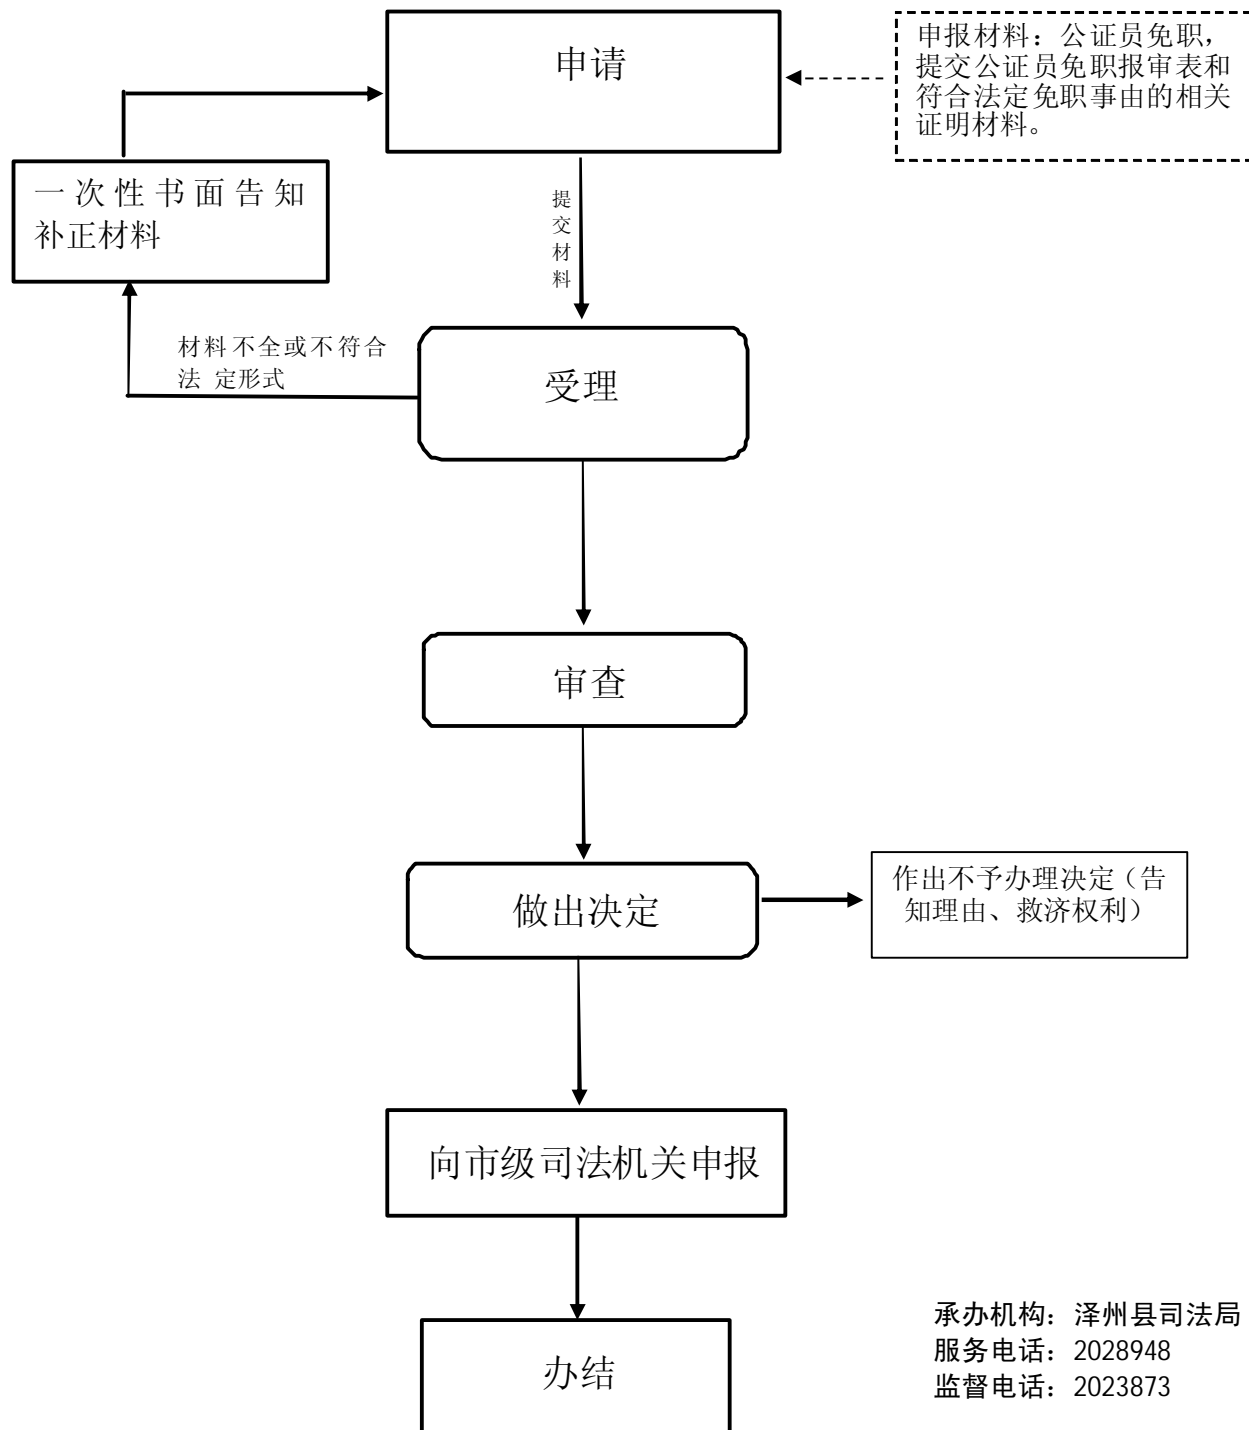 申请
申报材料：公证员免职，
提交公证员免职报审表和
符合法定免职事由的相关
证明材料。
一次性书面告知
补正材料
提
交
材
料
材料不全或不符合
法 定形式
受理
审查
做出决定
作出不予办理决定（告
知理由、救济权利）
向市级司法机关申报
办结
承办机构：泽州县司法局
服务电话：2028948
监督电话：2023873